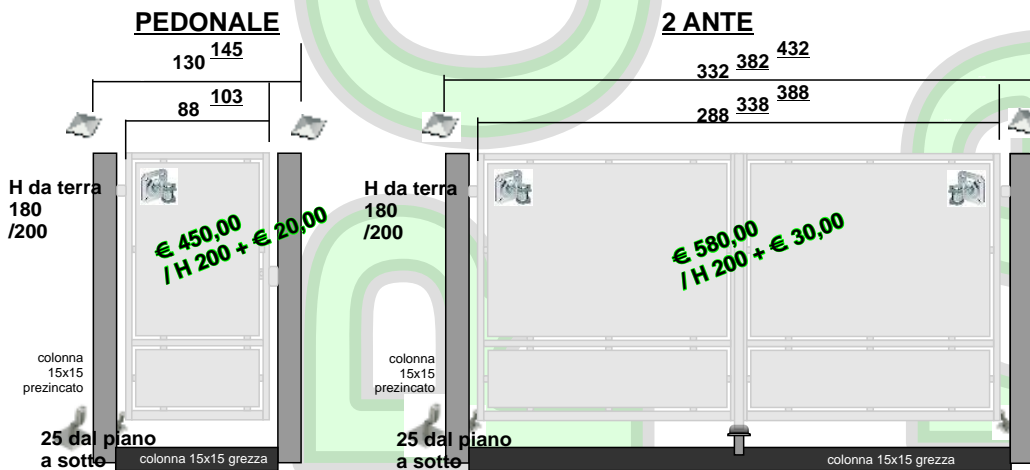 PEDONALE
2 ANTE
130 145
332 382 432
88 103
288 338 388
H da terra
180
/200
H da terra
180
/200
€ 450,00
/ H 200 + € 20,00
€ 580,00
/ H 200 + € 30,00
colonna
15x15
prezincato
colonna
15x15
prezincato
25 dal piano
a sotto
colonna 15x15 grezza
25 dal piano
a sotto
colonna 15x15 grezza